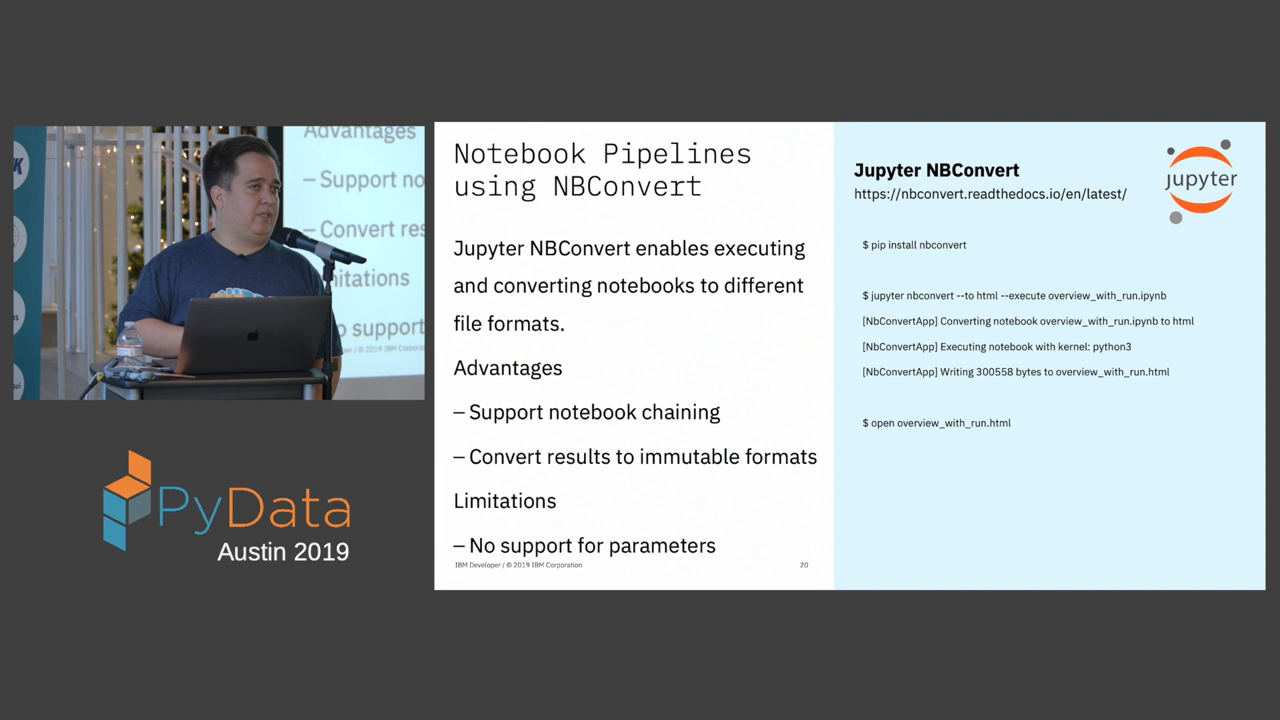 Notebook Pipelines
using NBConvert
Jupyter NBConvert enables executing
and converting notebooks to different
file formats.
Advantages
– Support notebook chaining
– Convert results to immutable formats
Limitations
– No support for parameters
IBM Developer / © 2019 IBM Corporation
20
Jupyter NBConvert
https://nbconvert.readthedocs.io/en/latest/
jupyter
$ pip install nbconvert
$ jupyter nbconvert --to html --execute overview_with_run.ipynb
[NbConvertApp] Converting notebook overview_with_run.ipynb to html
[NbConvertApp] Executing notebook with kernel: python3
[NbConvertApp] Writing 300558 bytes to overview_with_run.html
$ open overview_with_run.html
Advantages
– Support no
– Convert res
itations
o support
/ © 2019 IBM Corporat
PyData
Austin 2019